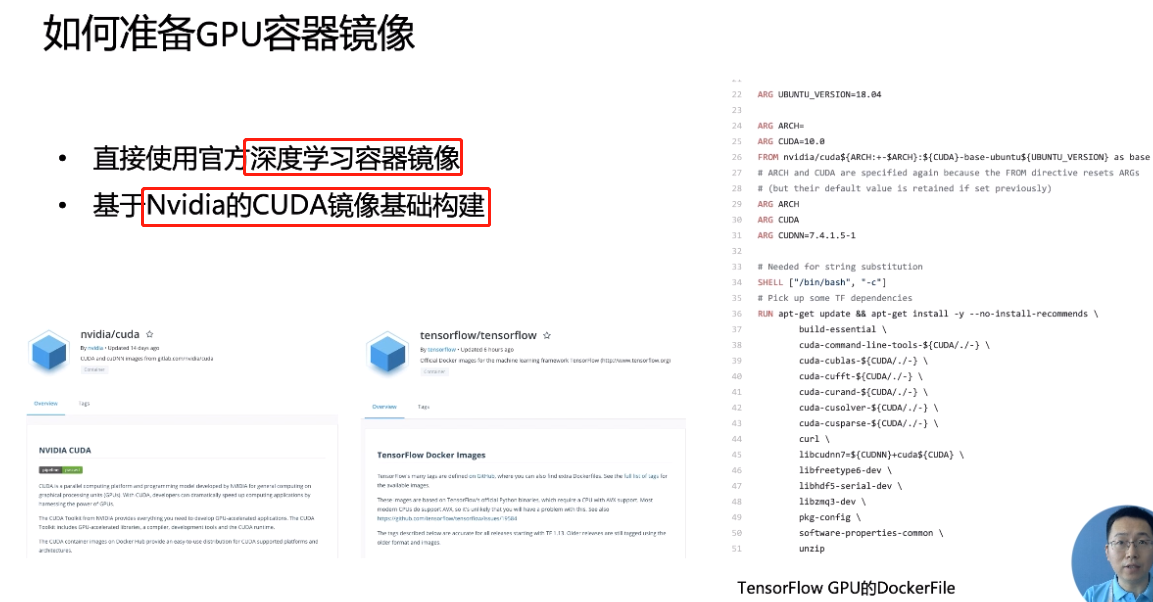 如何准备GPU容器镜像
• 直接使用官方深度学习容器镜像
• 基于Nvidia的CUDA镜像基础构建
nvidia/cuda ☆
By nvidia • Updated 14 days ago
CUDA and cuDNN images from gitlab.com/nvidia/cuda
Container
Overview Tags
NVIDIA CUDA
pipeline
CUDA is a parallel computing platform and programming model developed by NVIDIA for general computing on
graphical processing units (GPUs). With CUDA, developers can dramatically speed up computing applications by
harnessing the power of GPUs.
The CUDA Toolkit from NVIDIA provides everything you need to develop GPU-accelerated applications. The CUDA
Toolkit includes GPU-accelerated libraries, a compiler, development tools and the CUDA runtime.
The CUDA container images on Docker Hub provide an easy-to-use distribution for CUDA supported platforms and
architectures.
tensorflow/tensorflow ☆
By tensorflow • Updated 6 hours ago
Official Docker images for the machine learning framework TensorFlow (http://www.tensorflow.org)
Container
Overview Tags
TensorFlow Docker Images
TensorFlow's many tags are defined on GitHub, where you can also find extra Dockerfiles. See the full list of tags for
the available images.
These images are based on TensorFlow's official Python binaries, which require a CPU with AVX support. Most
modern CPUs do support AVX, so it's unlikely that you will have a problem with this. See also
https://github.com/tensorflow/tensorflow/issues/19584
The tags described below are accurate for all releases starting with TF 1.13. Older releases are still tagged using the
older format and images.
22 ARG UBUNTU_VERSION=18.04
23
24 ARG ARCH=
25 ARG CUDA=10.0
26 FROM nvidia/cuda${ARCH:+-$ARCH}:${CUDA}-base-ubuntu${UBUNTU_VERSION} as base
27 # ARCH and CUDA are specified again because the FROM directive resets ARGs
28 # (but their default value is retained if set previously)
29 ARG ARCH
30 ARG CUDA
31 ARG CUDNN=7.4.1.5-1
32
33 # Needed for string substitution
34 SHELL ["/bin/bash", "-c"]
35 # Pick up some TF dependencies
36 RUN apt-get update && apt-get install -y --no-install-recommends \
37 build-essential \
38 cuda-command-line-tools-${CUDA/./-} \
39 cuda-cublas-${CUDA/./-} \
40 cuda-cufft-${CUDA/./-} \
41 cuda-curand-${CUDA/./-} \
42 cuda-cusolver-${CUDA/./-} \
43 cuda-cusparse-${CUDA/./-} \
44 curl \
45 libcudnn7=${CUDNN}+cuda${CUDA} \
46 libfreetype6-dev \
47 libhdf5-serial-dev \
48 libzmq3-dev \
49 pkg-config \
50 software-properties-common \
51 unzip
TensorFlow GPU的DockerFile